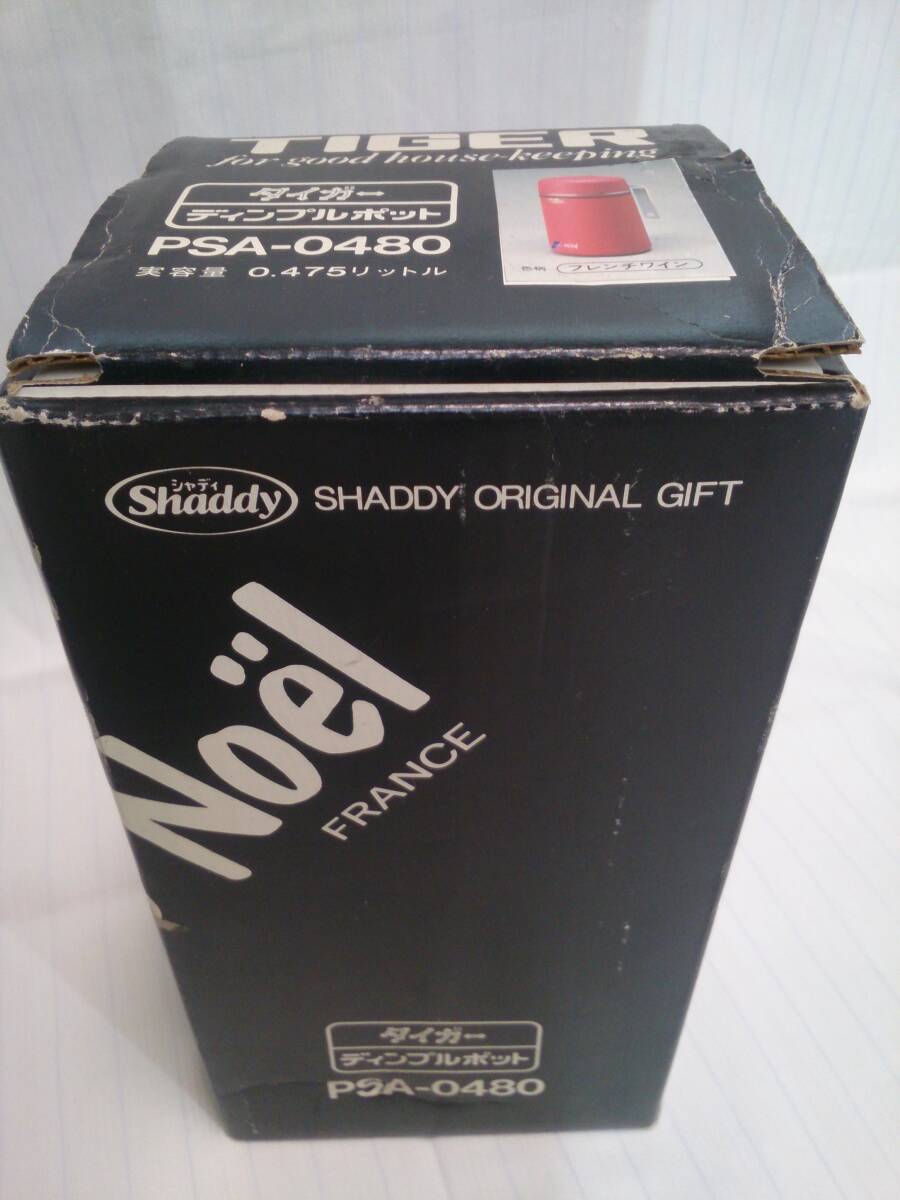 TIGER
for good house-keeping
タイガー
ディンプルポット
PSA-0480
実容量 0.475リットル
色柄 フレンチワイン
シャディ
Shaddy SHADDY ORIGINAL GIFT
Noël
FRANCE
タイガー
ディンプルポット
PSA-0480